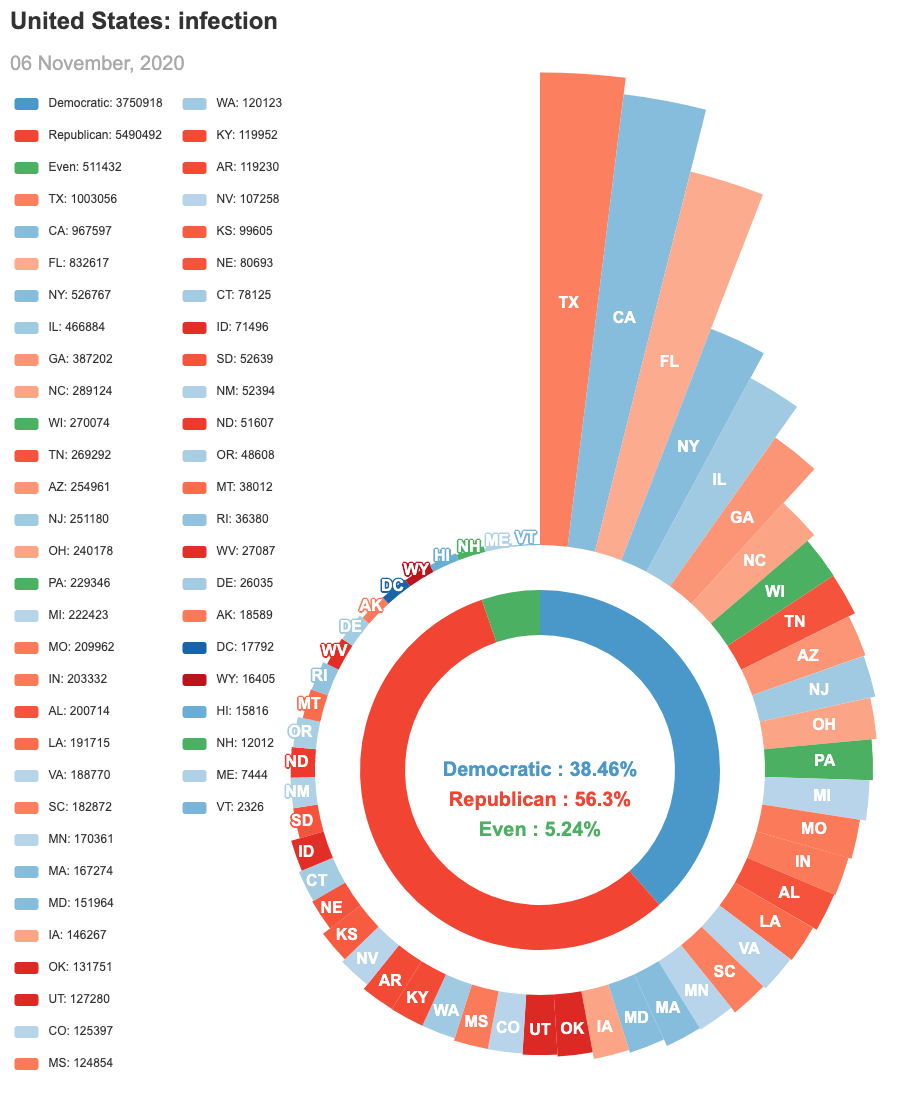 United States: infection
06 November, 2020
Democratic: 3750918
Republican: 5490492
Even: 511432
TX: 1003056
CA: 967597
FL: 832617
NY: 526767
IL: 466884
GA: 387202
NC: 289124
WI: 270074
TN: 269292
AZ: 254961
NJ: 251180
OH: 240178
PA: 229346
MI: 222423
MO: 209962
IN: 203332
AL: 200714
LA: 191715
VA: 188770
SC: 182872
MN: 170361
MA: 167274
MD: 151964
IA: 146267
OK: 131751
UT: 127280
CO: 125397
MS: 124854
WA: 120123
KY: 119952
AR: 119230
NV: 107258
KS: 99605
NE: 80693
CT: 78125
ID: 71496
SD: 52639
NM: 52394
ND: 51607
OR: 48608
MT: 38012
RI: 36380
WV: 27087
DE: 26035
AK: 18589
DC: 17792
WY: 16405
HI: 15816
NH: 12012
ME: 7444
VT: 2326
TX
CA
FL
NY
IL
GA
NC
WI
TN
AZ
NJ
OH
PA
MI
MO
IN
AL
LA
VA
SC
MN
MA
MD
IA
OK
UT
CO
MS
WA
KY
AR
NV
KS
NE
CT
ID
SD
NM
ND
OR
MT
RI
WV
DE
AK
DC
WY
HI
NH
ME
VT
Democratic : 38.46%
Republican : 56.3%
Even : 5.24%